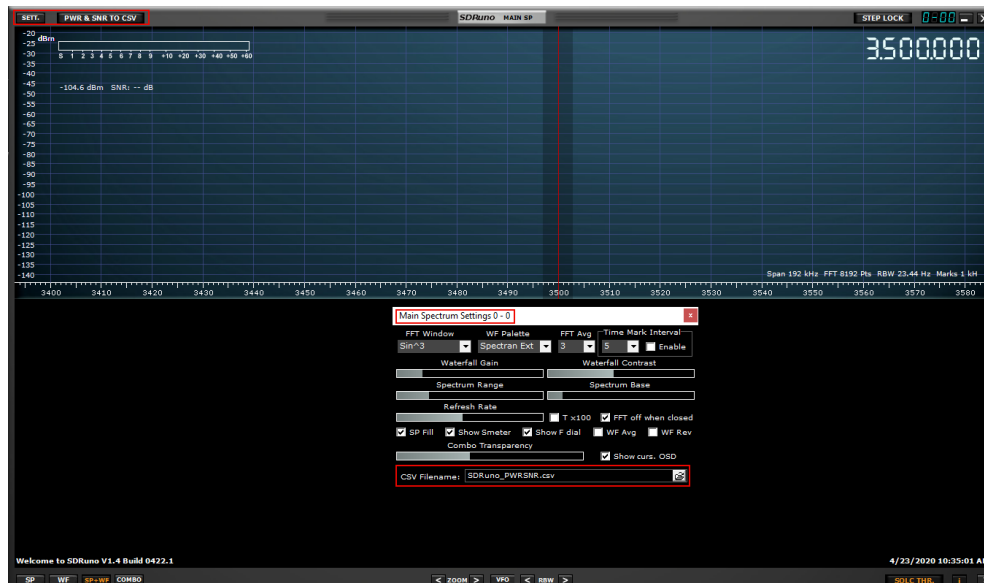 SETT. PWR & SNR TO CSV SDRuno MAIN SP STEP LOCK 0-00
-20 dBm
-25
-30 S 1 2 3 4 5 6 7 8 9 +10 +20 +30 +40 +50 +60 3.500.000
-35
-40
-45
-50 -104.6 dBm SNR: -- dB
-55
-60
-65
-70
-75
-80
-85
-90
-95
-100
-105
-110
-115
-120
-125
-130
-135
-140 Span 192 kHz FFT 8192 Pts RBW 23.44 Hz Marks 1 kH
3400 3410 3420 3430 3440 3450 3460 3470 3480 3490 3500 3510 3520 3530 3540 3550 3560 3570 3580
Main Spectrum Settings 0 - 0 x
FFT Window WF Palette FFT Avg Time Mark Interval
Sin^3 Spectran Ext 3 5 Enable
Waterfall Gain Waterfall Contrast
Spectrum Range Spectrum Base
Refresh Rate
T x100 FFT off when closed
SP Fill Show Smeter Show F dial WF Avg WF Rev
Combo Transparency
Show curs. OSD
CSV Filename: SDRuno_PWRSNR.csv
Welcome to SDRuno V1.4 Build 0422.1 4/23/2020 10:35:01 A
SP WF SP+WF COMBO < ZOOM > VFO < RBW > SOLC THR. i